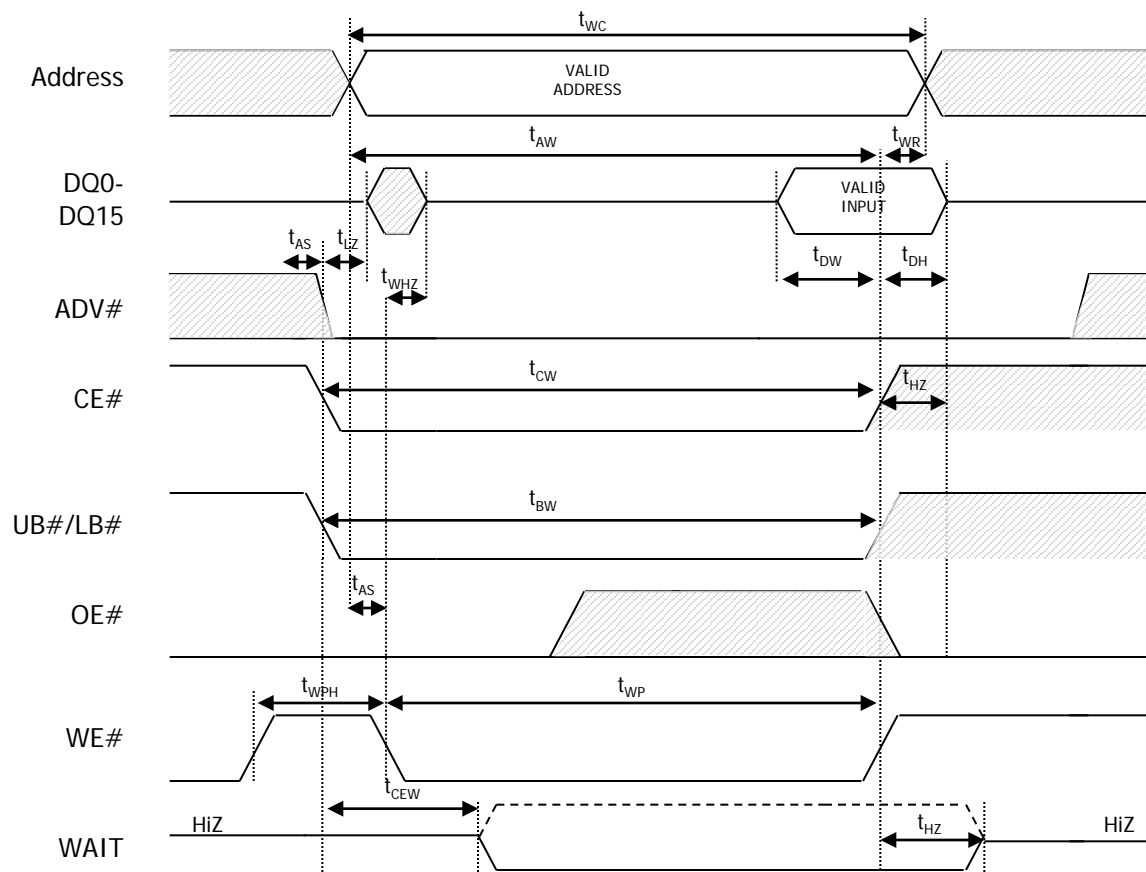 tWC
Address
VALID
ADDRESS
tAW
tWR
DQ0-
DQ15
VALID
INPUT
tAS
tLZ
tWHZ
tDW
tDH
ADV#
tCW
tHZ
CE#
tBW
UB#/LB#
tAS
OE#
tWPH
tWP
WE#
tCEW
HiZ
tHZ
HiZ
WAIT